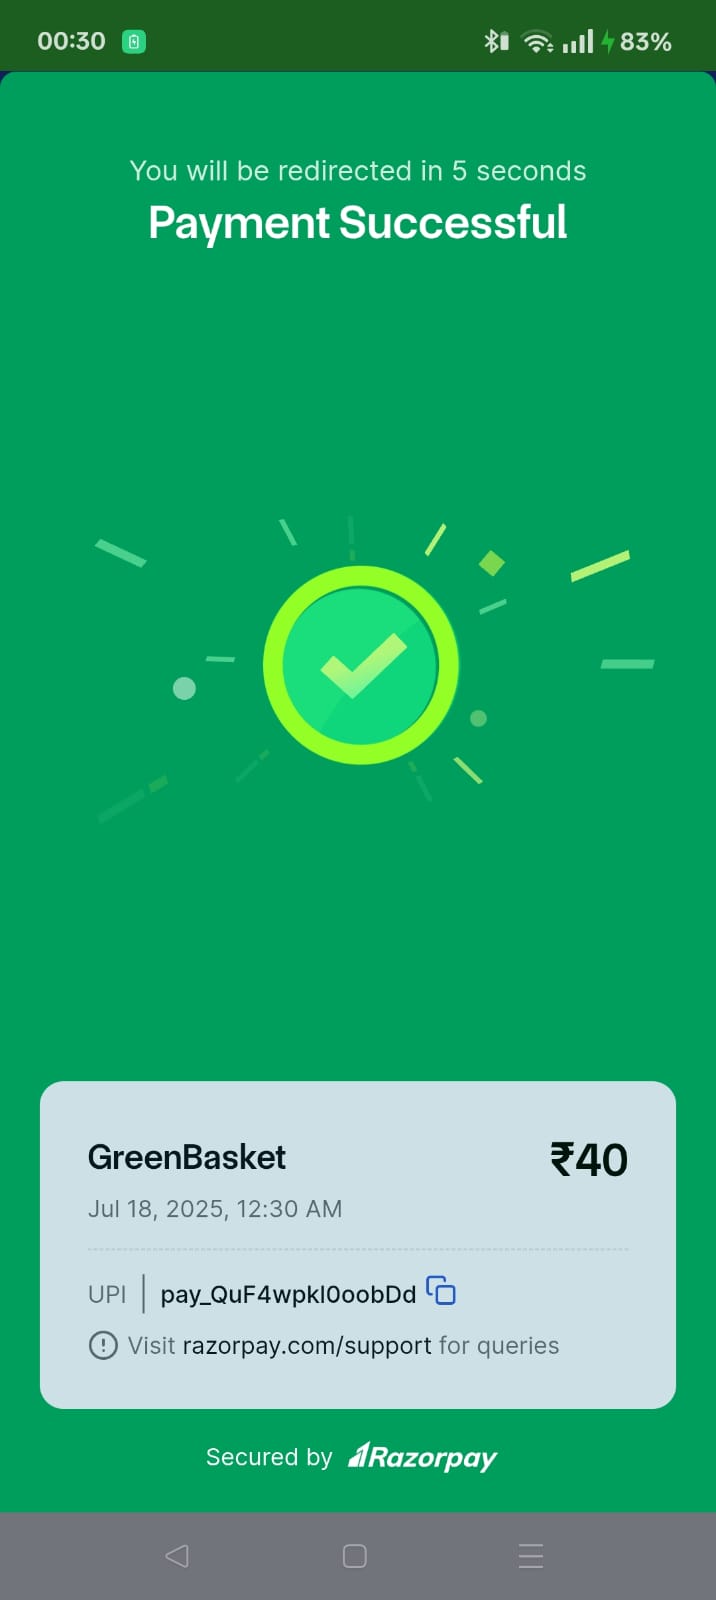 00:30
83%
You will be redirected in 5 seconds
Payment Successful
GreenBasket
₹40
Jul 18, 2025, 12:30 AM
UPI
pay_QuF4wpkl0oobDd
Visit razorpay.com/support for queries
Secured by Razorpay